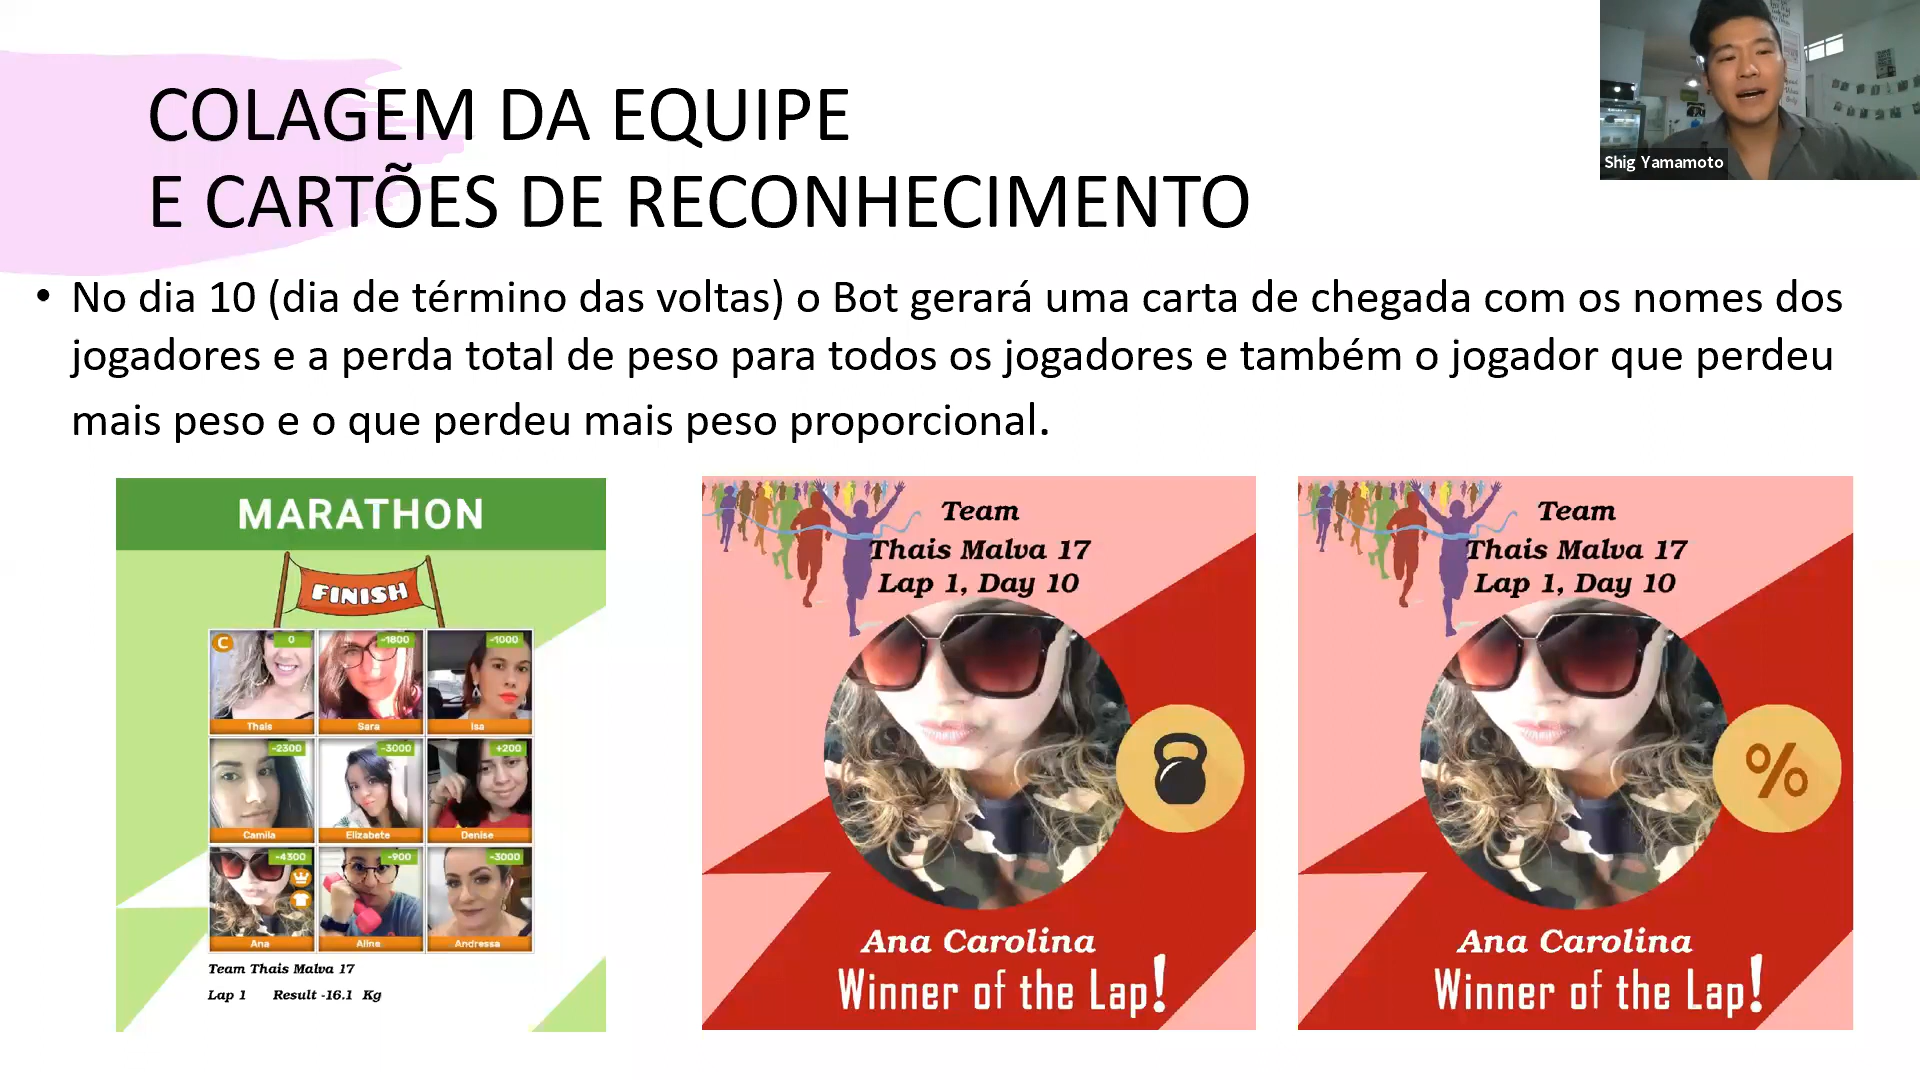 COLAGEM DA EQUIPE
E CARTÕES DE RECONHECIMENTO
Shig Yamamoto
• No dia 10 (dia de término das voltas) o Bot gerará uma carta de chegada com os nomes dos
jogadores e a perda total de peso para todos os jogadores e também o jogador que perdeu
mais peso e o que perdeu mais peso proporcional.
MARATHON
FINISH
C 0 -1800 -1000
Thais Sara Isa
-2300 -3000 +200
Camila Elizabete Denise
-4300 -900 -3000
Ana Aline Andressa
Team Thais Malva 17
Lap 1 Result -16.1 Kg
Team
Thais Malva 17
Lap 1, Day 10
Ana Carolina
Winner of the Lap!
Team
Thais Malva 17
Lap 1, Day 10
%
Ana Carolina
Winner of the Lap!